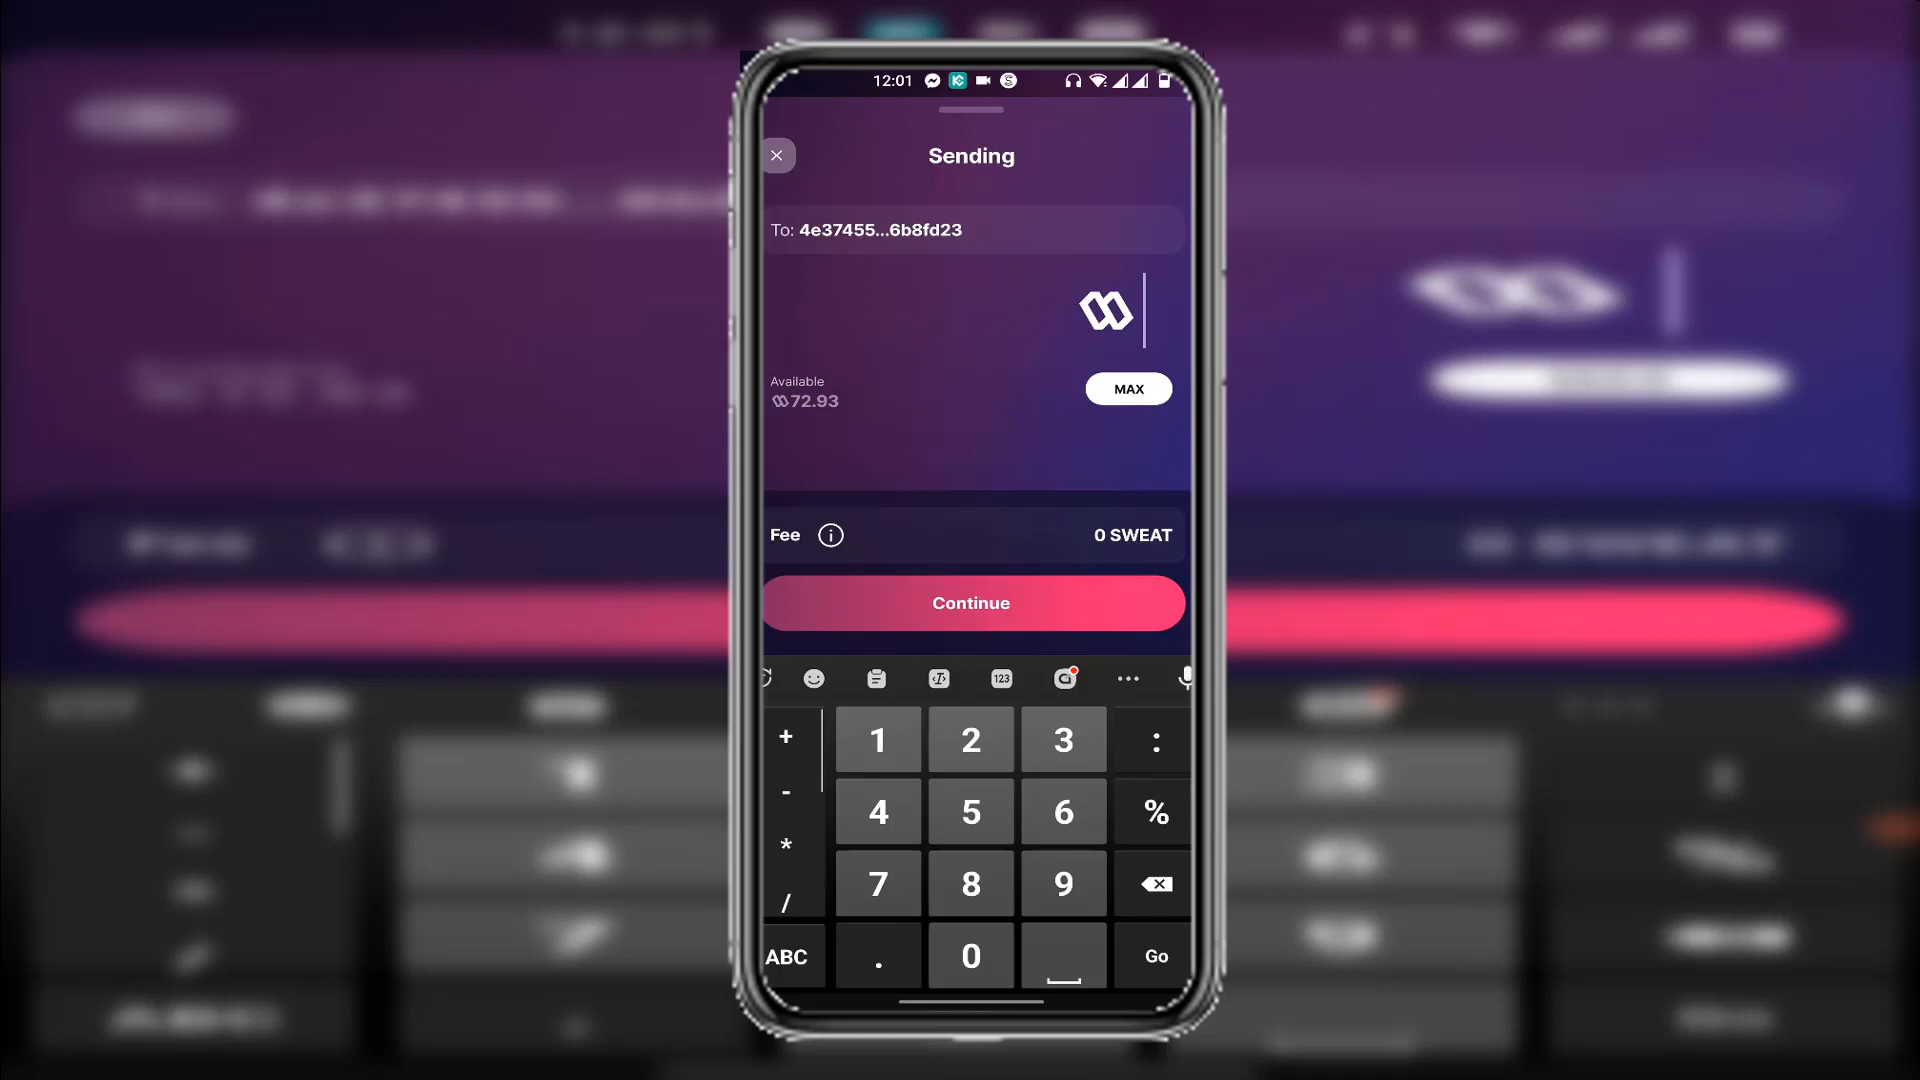 12:01
Sending
To: 4e37455...6b8fd23
Available
72.93
MAX
Fee
0 SWEAT
Continue
123
+ 1 2 3 :
- 4 5 6 %
* 7 8 9
/
ABC . 0 Go